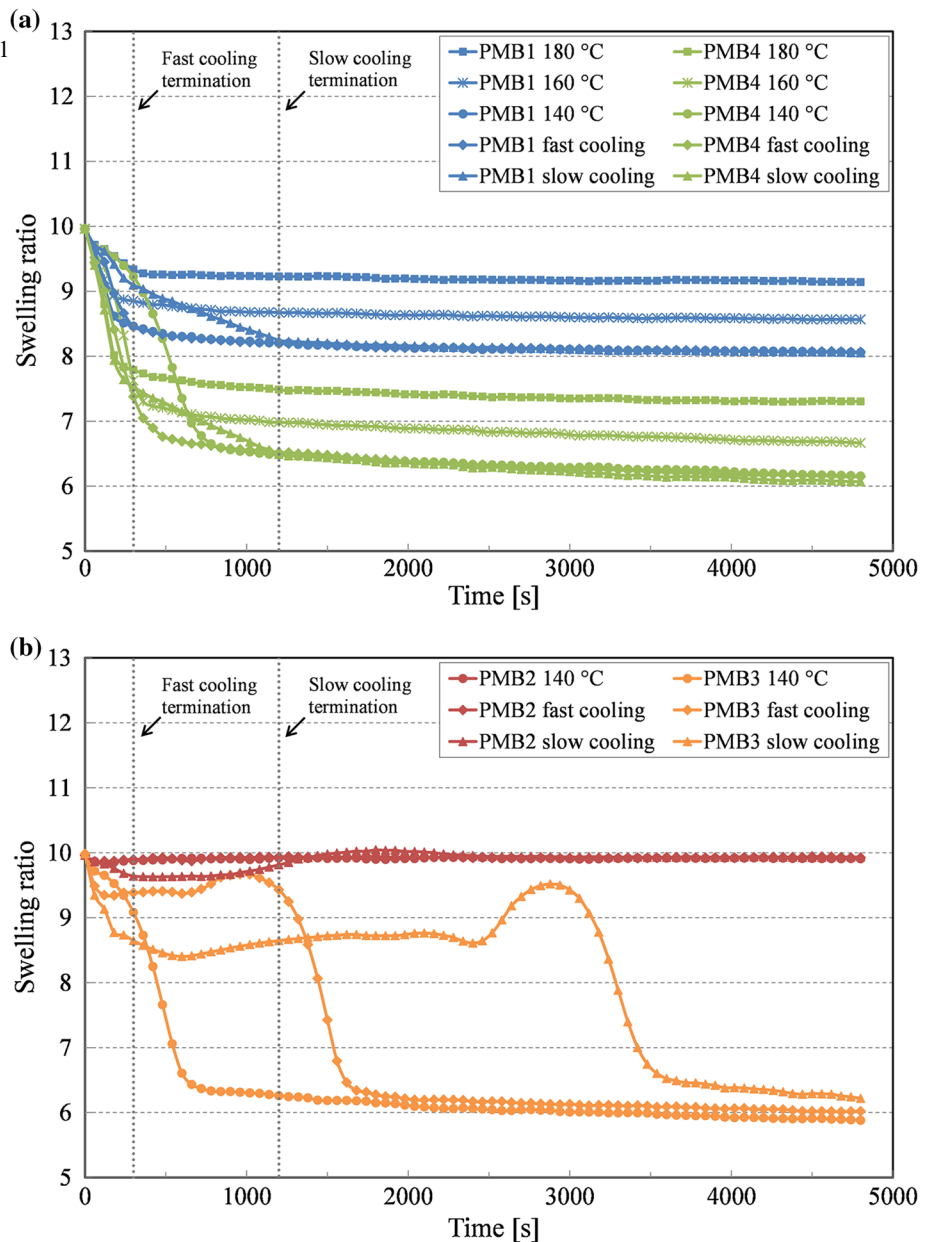 (a)
1
13
12
11
10
9
8
7
6
5
Swelling ratio
Fast cooling
termination
Slow cooling
termination
PMB1 180 °C
PMB4 180 °C
PMB1 160 °C
PMB4 160 °C
PMB1 140 °C
PMB4 140 °C
PMB1 fast cooling
PMB4 fast cooling
PMB1 slow cooling
PMB4 slow cooling
0 1000 2000 3000 4000 5000
Time [s]
(b)
13
12
11
10
9
8
7
6
5
Swelling ratio
Fast cooling
termination
Slow cooling
termination
PMB2 140 °C
PMB3 140 °C
PMB2 fast cooling
PMB3 fast cooling
PMB2 slow cooling
PMB3 slow cooling
0 1000 2000 3000 4000 5000
Time [s]